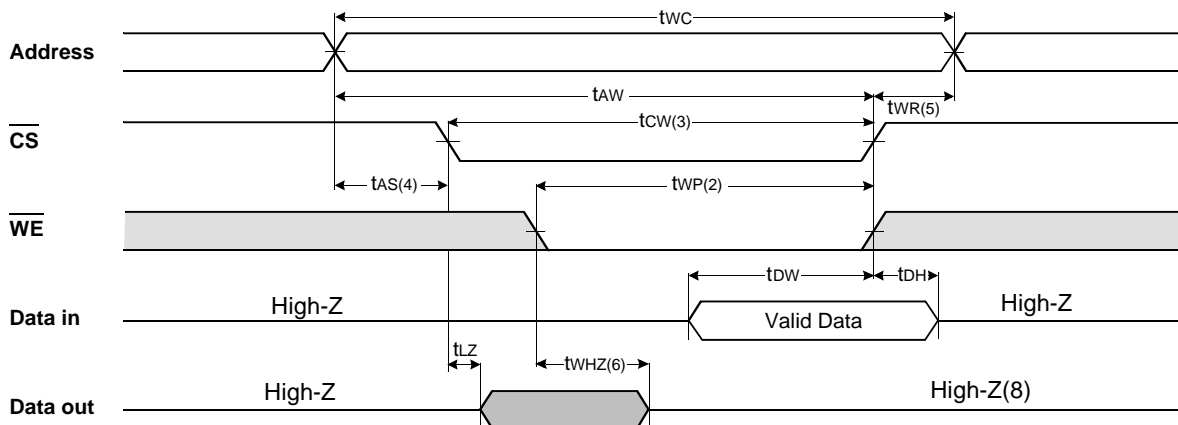 tWC
Address
tAW
tWR(5)
CS
tCW(3)
tAS(4)
tWP(2)
WE
tDW
tDH
Data in
High-Z
Valid Data
High-Z
tLZ
tWHZ(6)
Data out
High-Z
High-Z(8)